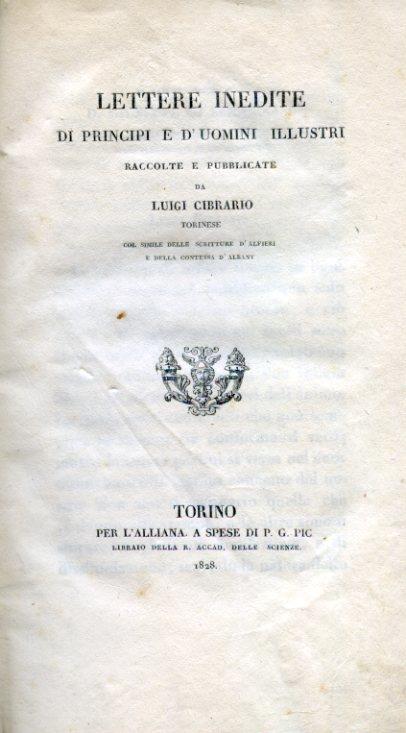 LETTERE INEDITE
DI PRINCIPI E D'UOMINI ILLUSTRI
RACCOLTE E PUBBLICATE
DA
LUIGI CIBRARIO
TORINESE
COL SIMILE DELLE SCRITTURE D'ALFIERI
E DELLA CONTESSA D'ALBANY
TORINO
PER L'ALLIANA. A SPESE DI P. G. PIC
LIBRAIO DELLA R. ACCAD. DELLE SCIENZE.
1828.